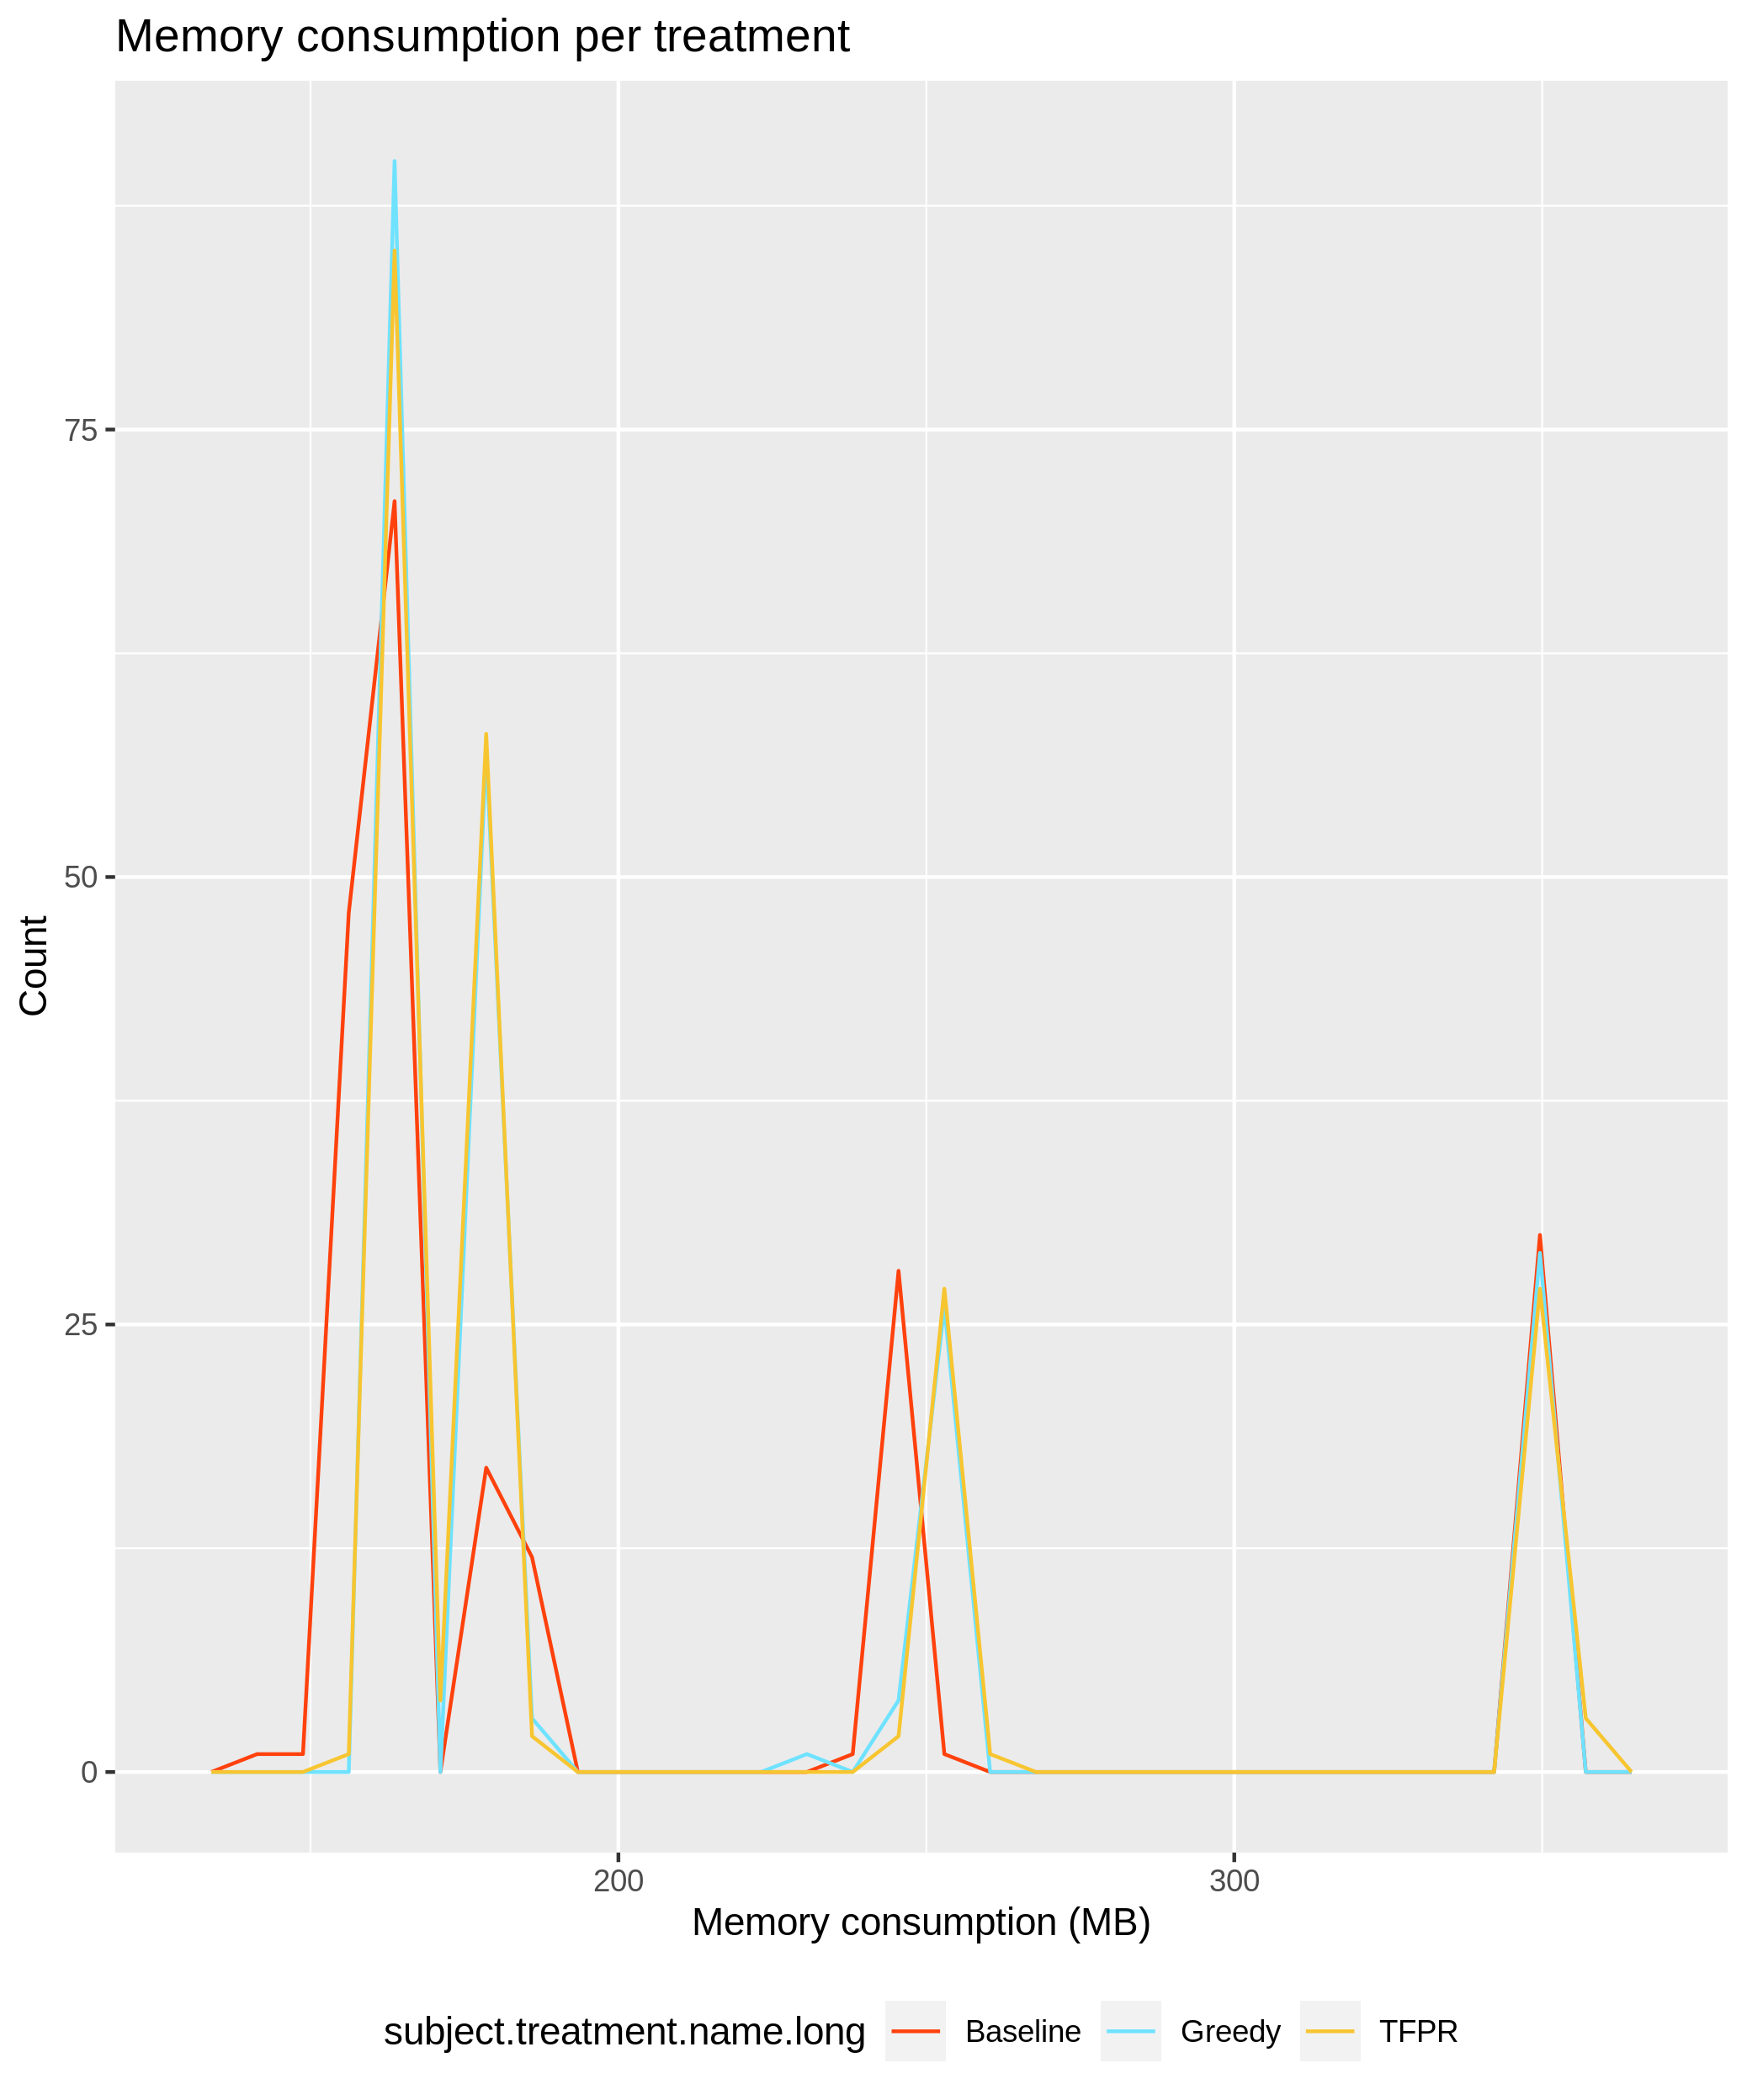 Memory consumption per treatment
Count
75
50
25
0
200 300
Memory consumption (MB)
subject.treatment.name.long Baseline Greedy TFPR